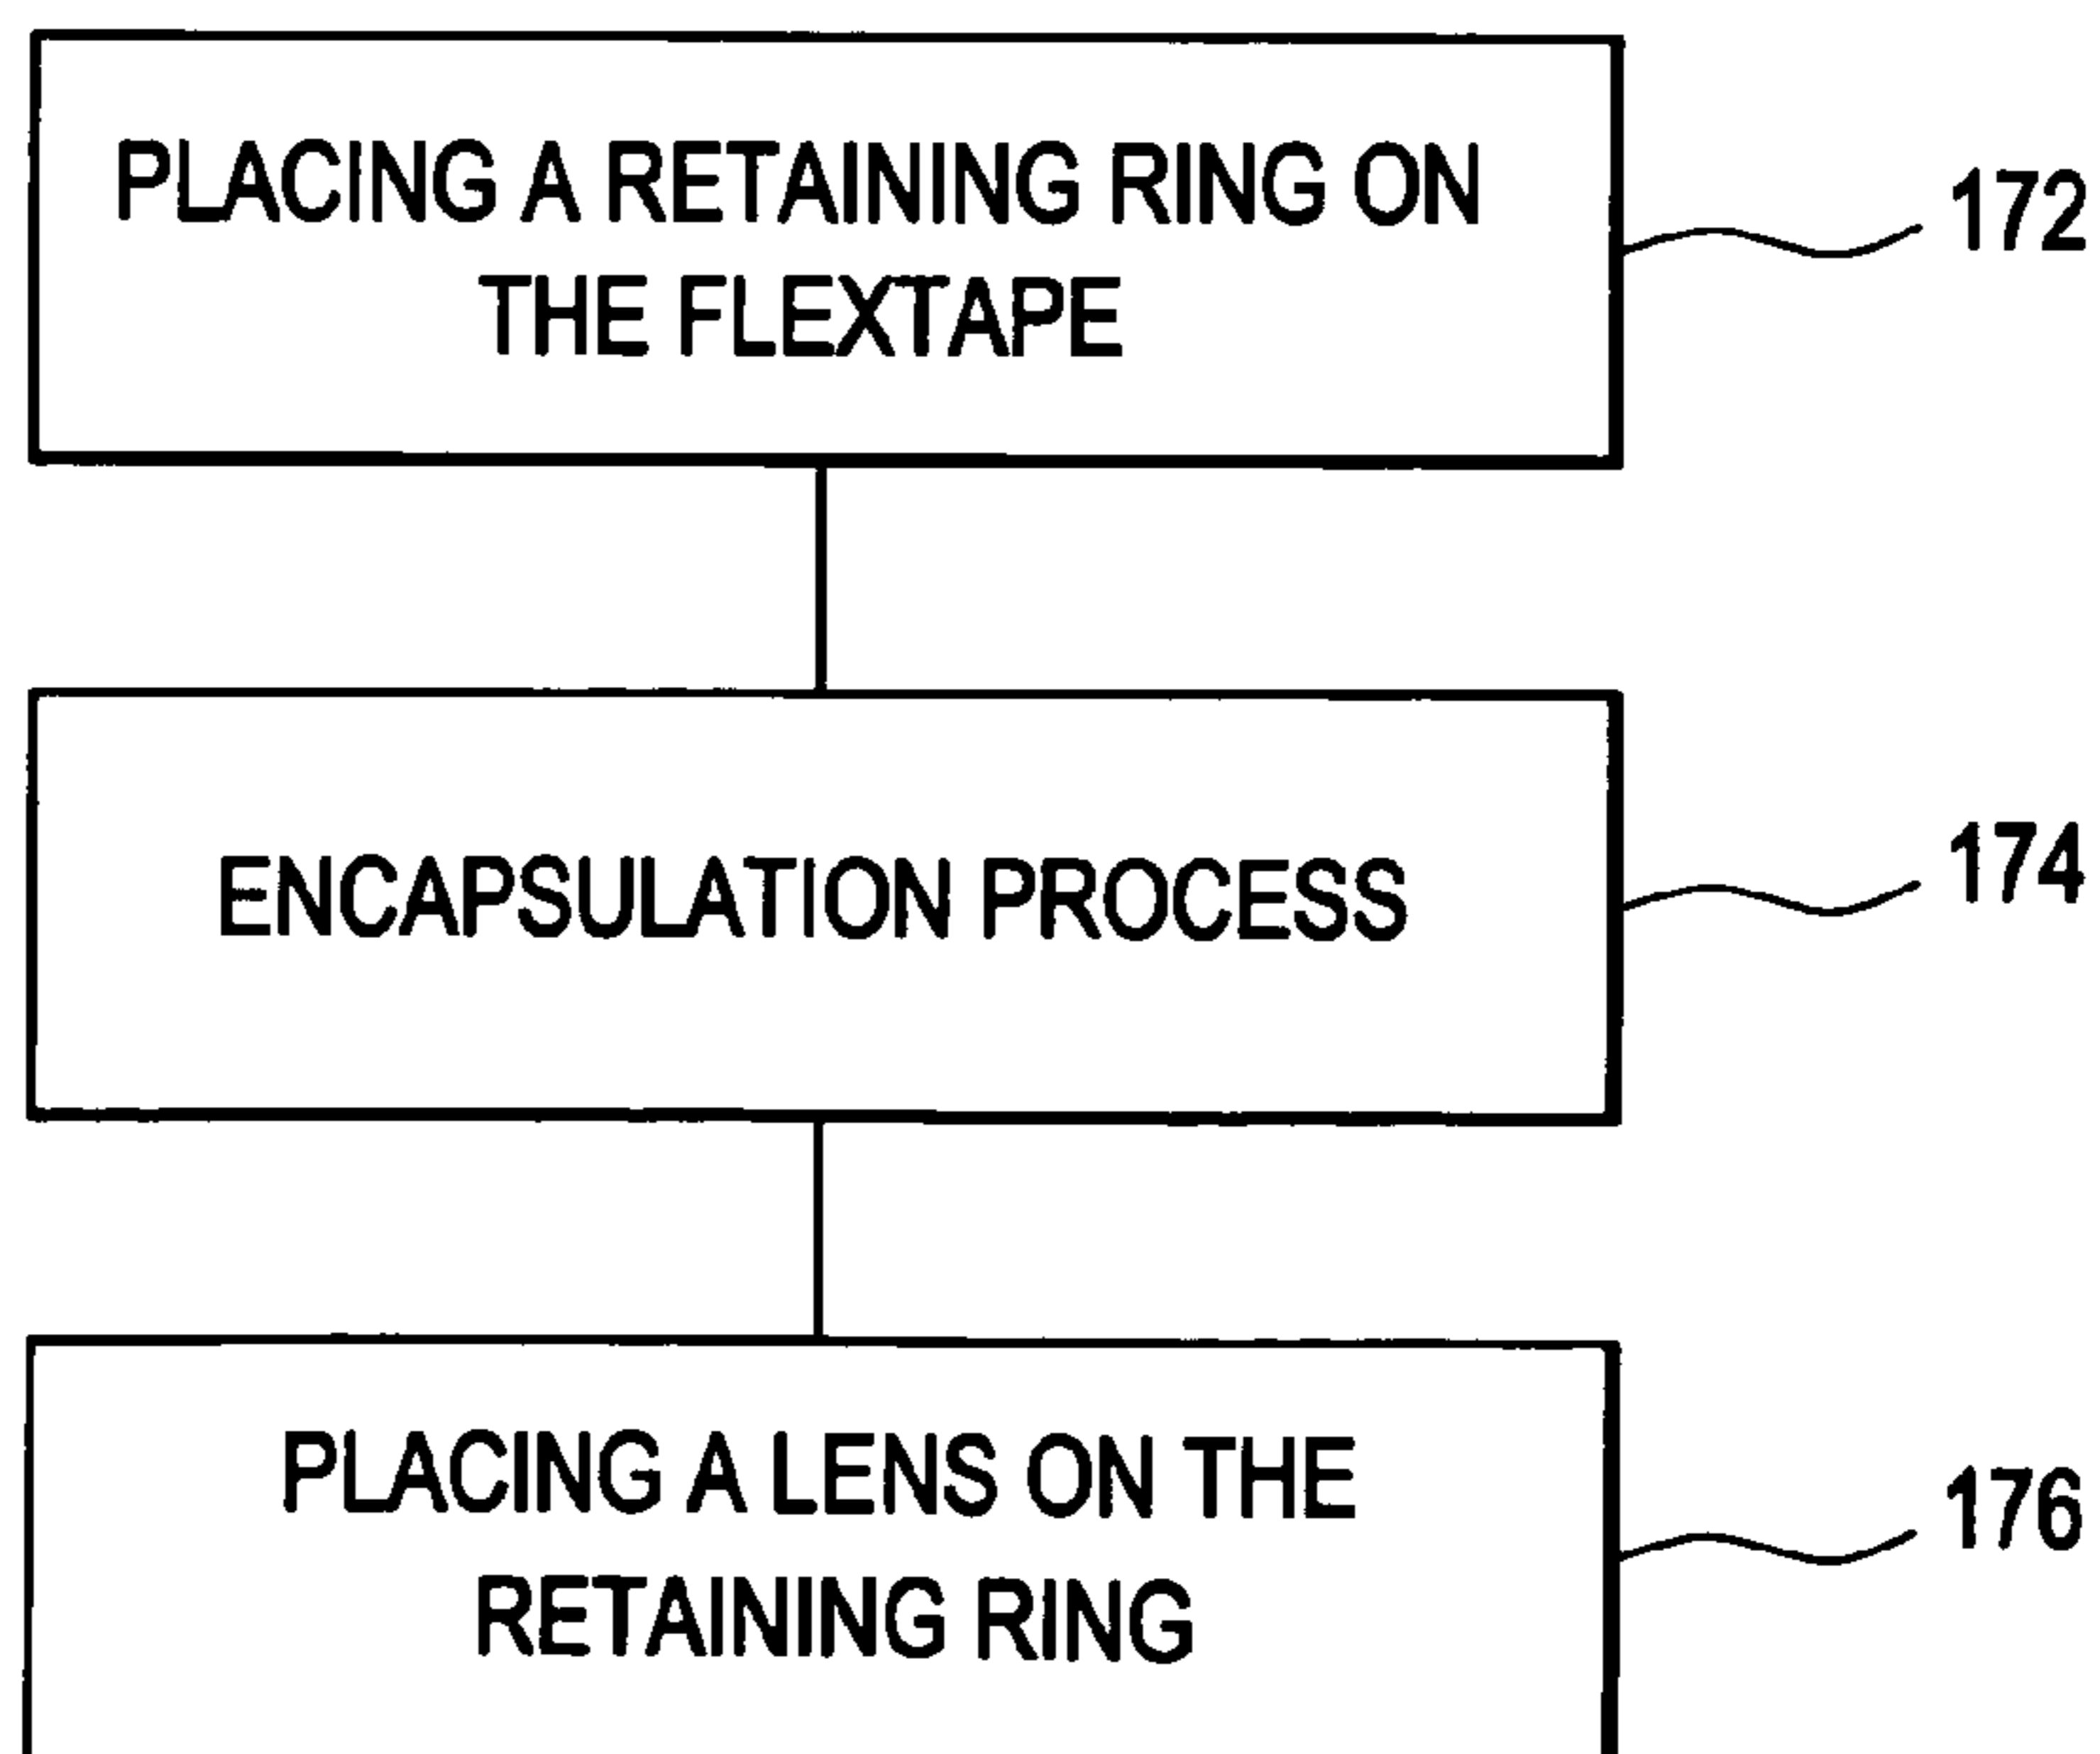 PLACING A RETAINING RING ON
THE FLEXTAPE
172
ENCAPSULATION PROCESS
174
PLACING A LENS ON THE
RETAINING RING
176